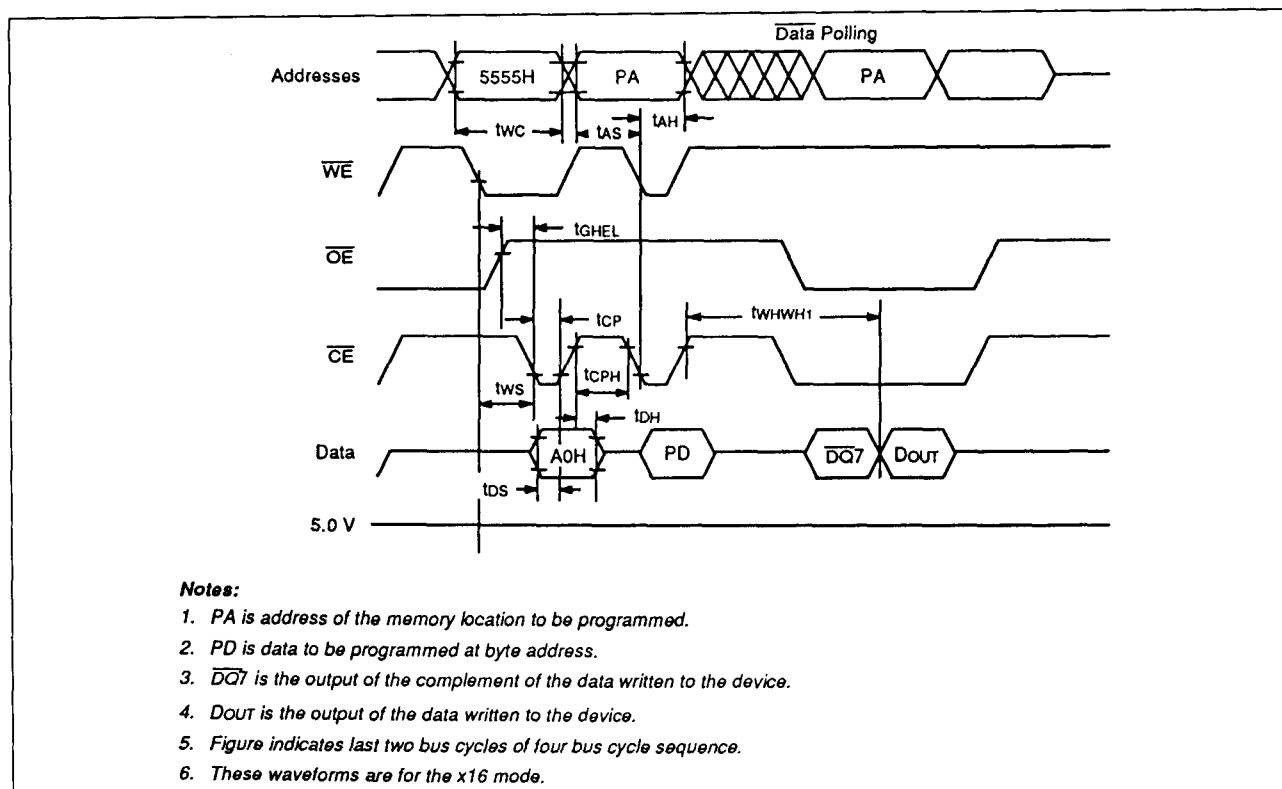 Data Polling
Addresses 5555H PA PA
tWC tAS tAH
WE
tGHEL
OE
tCP tWHWH1
CE
tWS tCPH
tDH
Data A0H PD DQ7 DOUT
tDS
5.0 V
Notes:
1. PA is address of the memory location to be programmed.
2. PD is data to be programmed at byte address.
3. DQ7 is the output of the complement of the data written to the device.
4. DOUT is the output of the data written to the device.
5. Figure indicates last two bus cycles of four bus cycle sequence.
6. These waveforms are for the x16 mode.